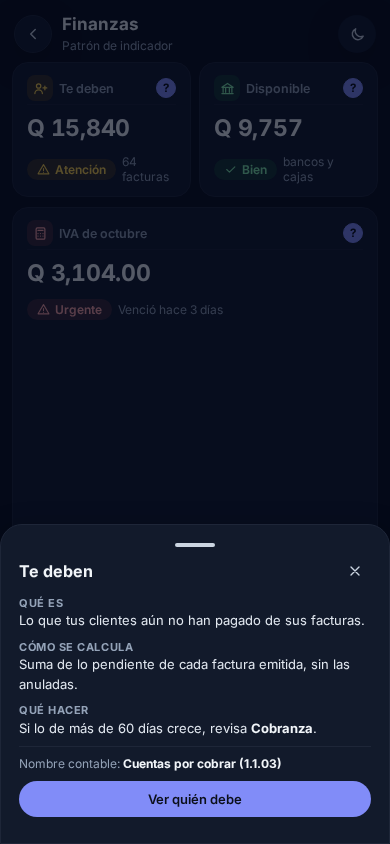 Finanzas
Patrón de indicador
Te deben
?
Q 15,840
Atención
64
facturas
Disponible
?
Q 9,757
Bien
bancos y
cajas
IVA de octubre
?
Q 3,104.00
Urgente
Venció hace 3 días
Te deben
QUÉ ES
Lo que tus clientes aún no han pagado de sus facturas.
CÓMO SE CALCULA
Suma de lo pendiente de cada factura emitida, sin las
anuladas.
QUÉ HACER
Si lo de más de 60 días crece, revisa Cobranza.
Nombre contable: Cuentas por cobrar (1.1.03)
Ver quién debe